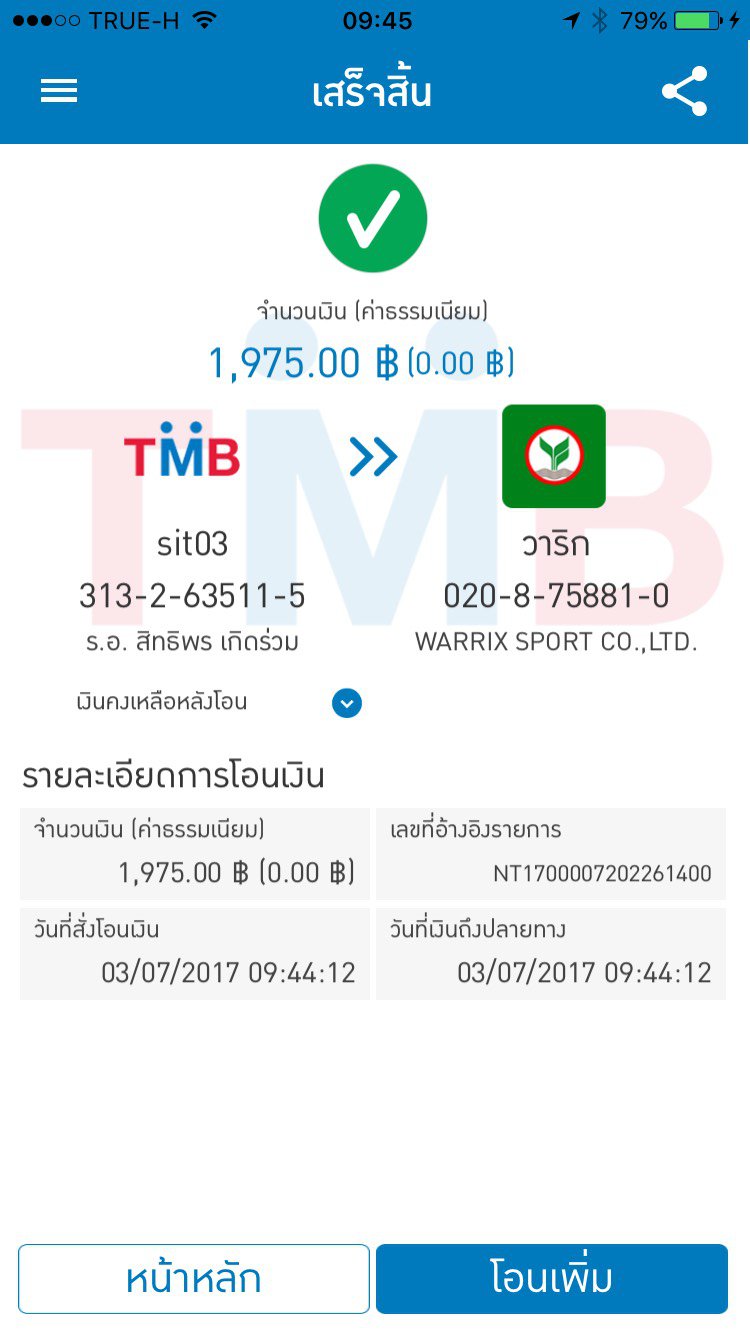 TRUE-H 09:45 79%
เสร็จสิ้น
จำนวนเงิน (ค่าธรรมเนียม)
1,975.00 ฿ (0.00 ฿)
TMB
sit03
313-2-63511-5
ร.อ. สิทธิพร เกิดร่วม
วาริก
020-8-75881-0
WARRIX SPORT CO.,LTD.
เงินคงเหลือหลังโอน
รายละเอียดการโอนเงิน
จำนวนเงิน (ค่าธรรมเนียม)
1,975.00 ฿ (0.00 ฿)
เลขที่อ้างอิงรายการ
NT1700007202261400
วันที่สั่งโอนเงิน
03/07/2017 09:44:12
วันที่เงินถึงปลายทาง
03/07/2017 09:44:12
หน้าหลัก
โอนเพิ่ม